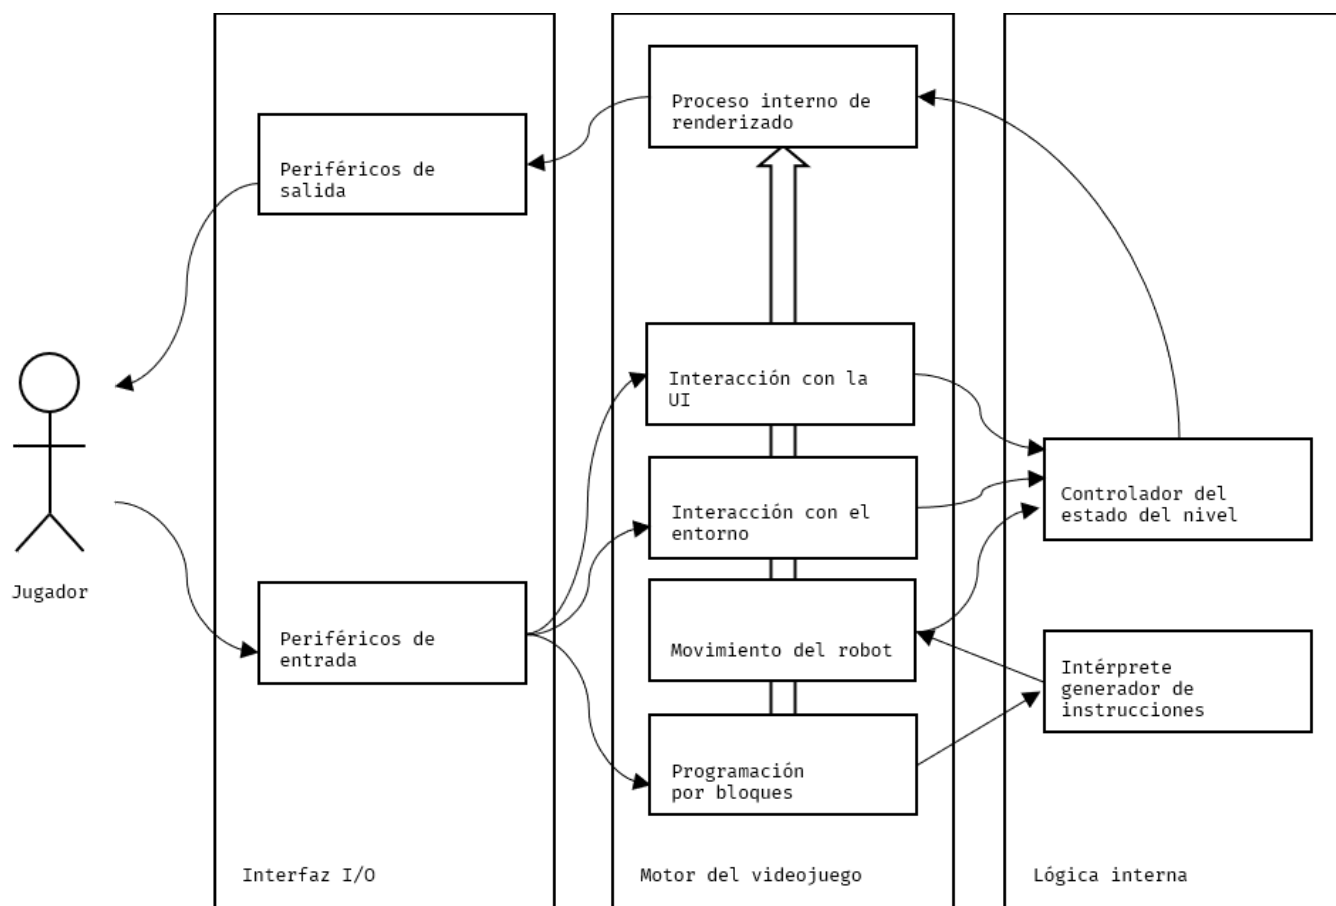 Proceso interno de
renderizado
Periféricos de
salida
Interacción con la
UI
Interacción con el
entorno
Controlador del
estado del nivel
Jugador
Periféricos de
entrada
Movimiento del robot
Intérprete
generador de
instrucciones
Programación
por bloques
Interfaz I/O
Motor del videojuego
Lógica interna